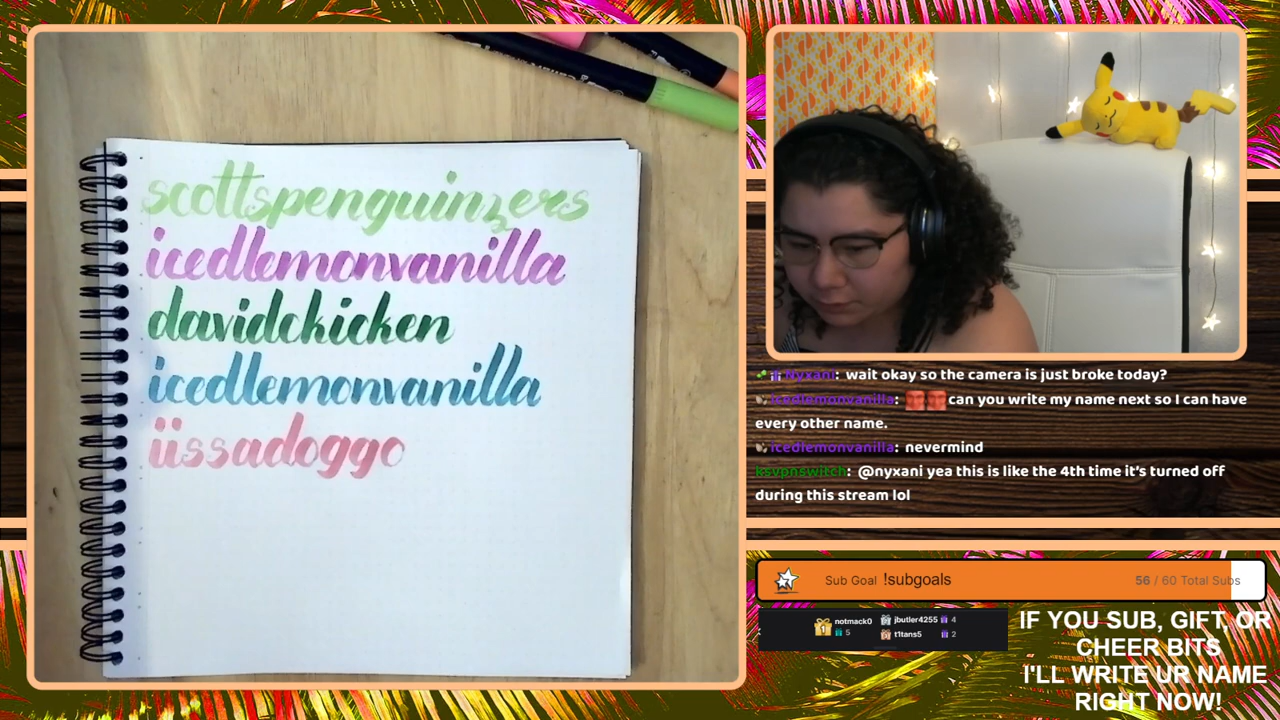 scottspenguinzers
icedlemonvanilla
davidckicken
icedlemonvanilla
iissadoggo
Nyxani: wait okay so the camera is just broke today?
icedlemonvanilla: can you write my name next so I can have
every other name.
icedlemonvanilla: nevermind
ksvpnswitch: @nyxani yea this is like the 4th time it's turned off
during this stream lol
Sub Goal !subgoals 56 / 60 Total Subs
1 notmack0 5
jbutler4255 4
t1tans5 2
IF YOU SUB, GIFT, OR
CHEER BITS
I'LL WRITE UR NAME
RIGHT NOW!